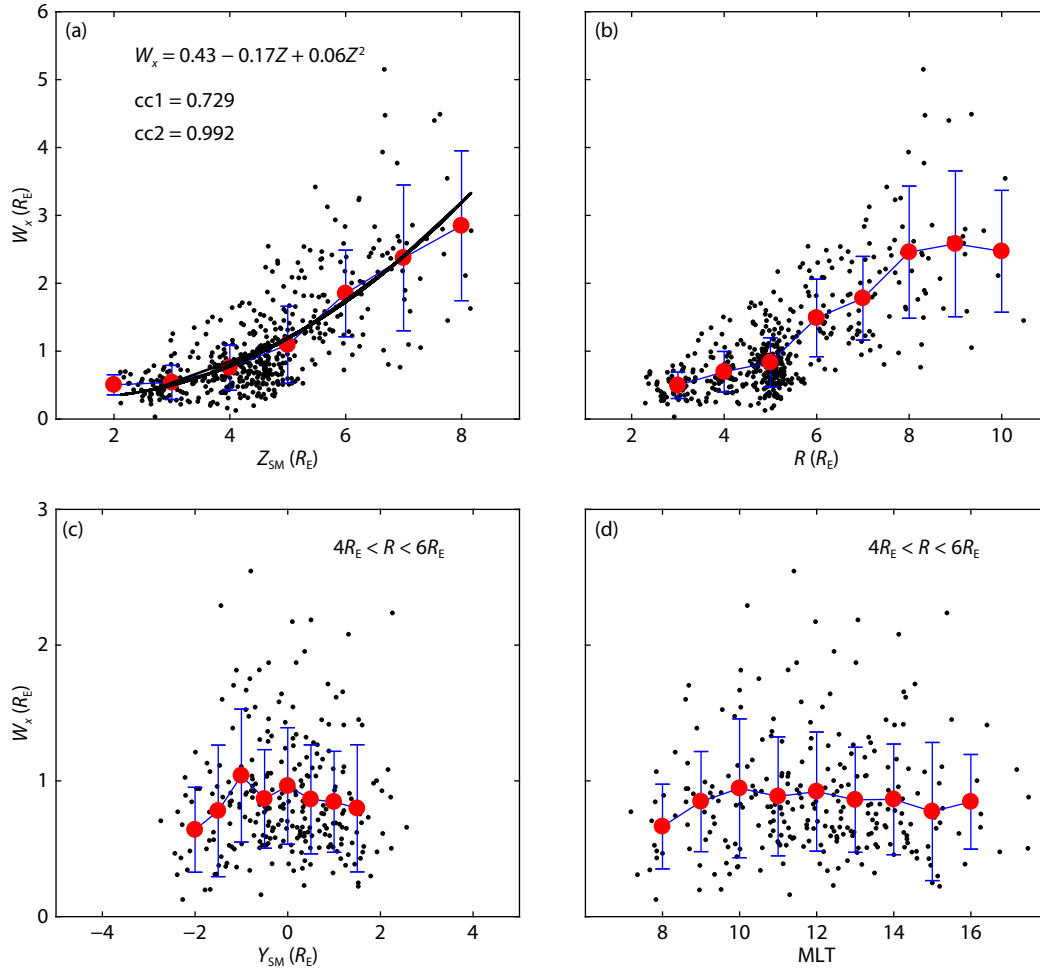 (a)
W_x = 0.43 − 0.17Z + 0.06Z²
cc1 = 0.729
cc2 = 0.992
6
5
4
3
2
1
0
W_x (R_E)
2 4 6 8
Z_SM (R_E)
(b)
2 4 6 8 10
R (R_E)
(c)
4R_E < R < 6R_E
3
2
1
0
W_x (R_E)
−4 −2 0 2 4
Y_SM (R_E)
(d)
4R_E < R < 6R_E
8 10 12 14 16
MLT